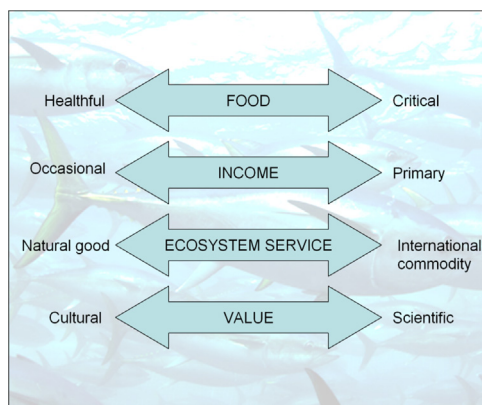 Healthful FOOD Critical
Occasional INCOME Primary
Natural good ECOSYSTEM SERVICE International
commodity
Cultural VALUE Scientific